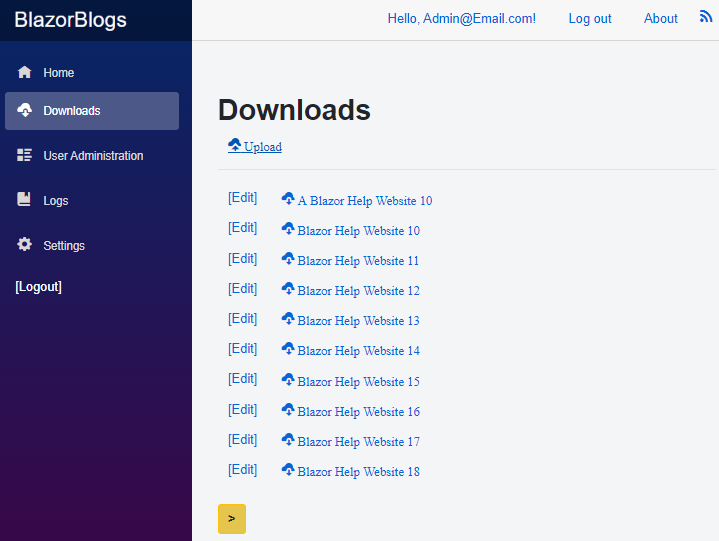 BlazorBlogs
Hello, Admin@Email.com! Log out About
Home
Downloads
User Administration
Logs
Settings
[Logout]
Downloads
Upload
[Edit] A Blazor Help Website 10
[Edit] Blazor Help Website 10
[Edit] Blazor Help Website 11
[Edit] Blazor Help Website 12
[Edit] Blazor Help Website 13
[Edit] Blazor Help Website 14
[Edit] Blazor Help Website 15
[Edit] Blazor Help Website 16
[Edit] Blazor Help Website 17
[Edit] Blazor Help Website 18
>